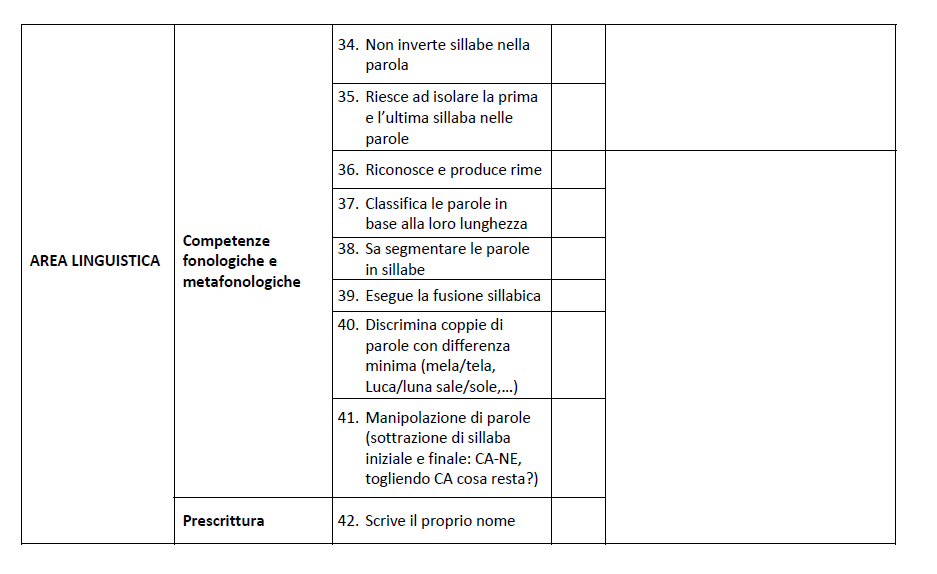 34. Non inverte sillabe nella
parola
35. Riesce ad isolare la prima
e l’ultima sillaba nelle
parole
36. Riconosce e produce rime
37. Classifica le parole in
base alla loro lunghezza
AREA LINGUISTICA
Competenze
fonologiche e
metafonologiche
38. Sa segmentare le parole
in sillabe
39. Esegue la fusione sillabica
40. Discrimina coppie di
parole con differenza
minima (mela/tela,
Luca/luna sale/sole,…)
41. Manipolazione di parole
(sottrazione di sillaba
iniziale e finale: CA-NE,
togliendo CA cosa resta?)
Prescrittura
42. Scrive il proprio nome